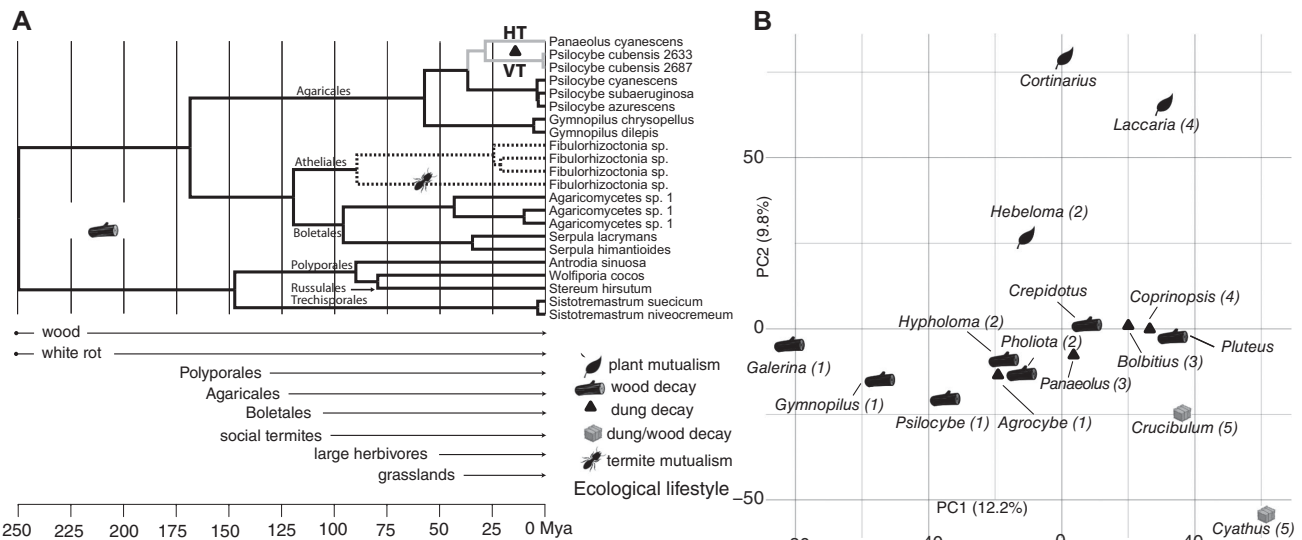 A
HT
VT
Panaeolus cyanescens
Psilocybe cubensis 2633
Psilocybe cubensis 2687
Psilocybe cyanescens
Psilocybe subaeruginosa
Psilocybe azurescens
Gymnopilus chrysopellus
Gymnopilus dilepis
Fibulorhizoctonia sp.
Fibulorhizoctonia sp.
Fibulorhizoctonia sp.
Fibulorhizoctonia sp.
Agaricomycetes sp. 1
Agaricomycetes sp. 1
Agaricomycetes sp. 1
Serpula lacrymans
Serpula himantioides
Antrodia sinuosa
Wolfiporia cocos
Stereum hirsutum
Sistotremastrum suecicum
Sistotremastrum niveocremeum
Agaricales
Atheliales
Boletales
Polyporales
Russulales
Trechisporales
wood
white rot
Polyporales
Agaricales
Boletales
social termites
large herbivores
grasslands
250 225 200 175 150 125 100 75 50 25 0 Mya
plant mutualism
wood decay
dung decay
dung/wood decay
termite mutualism
Ecological lifestyle
B
PC2 (9.8%)
50
0
−50
PC1 (12.2%)
Cortinarius
Laccaria (4)
Hebeloma (2)
Crepidotus
Coprinopsis (4)
Hypholoma (2)
Pholiota (2)
Bolbitius (3)
Pluteus
Galerina (1)
Panaeolus (3)
Gymnopilus (1)
Psilocybe (1)
Agrocybe (1)
Crucibulum (5)
Cyathus (5)